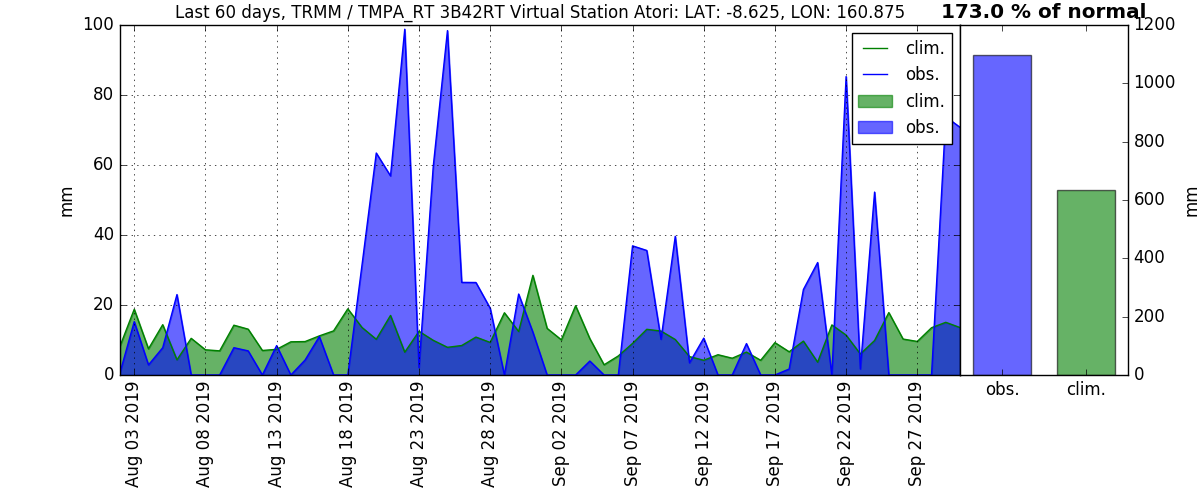 Last 60 days, TRMM / TMPA_RT 3B42RT Virtual Station Atori: LAT: -8.625, LON: 160.875
173.0 % of normal
100
80
60
40
20
0
mm
clim.
obs.
clim.
obs.
1200
1000
800
600
400
200
0
mm
obs.
clim.
Aug 03 2019
Aug 08 2019
Aug 13 2019
Aug 18 2019
Aug 23 2019
Aug 28 2019
Sep 02 2019
Sep 07 2019
Sep 12 2019
Sep 17 2019
Sep 22 2019
Sep 27 2019